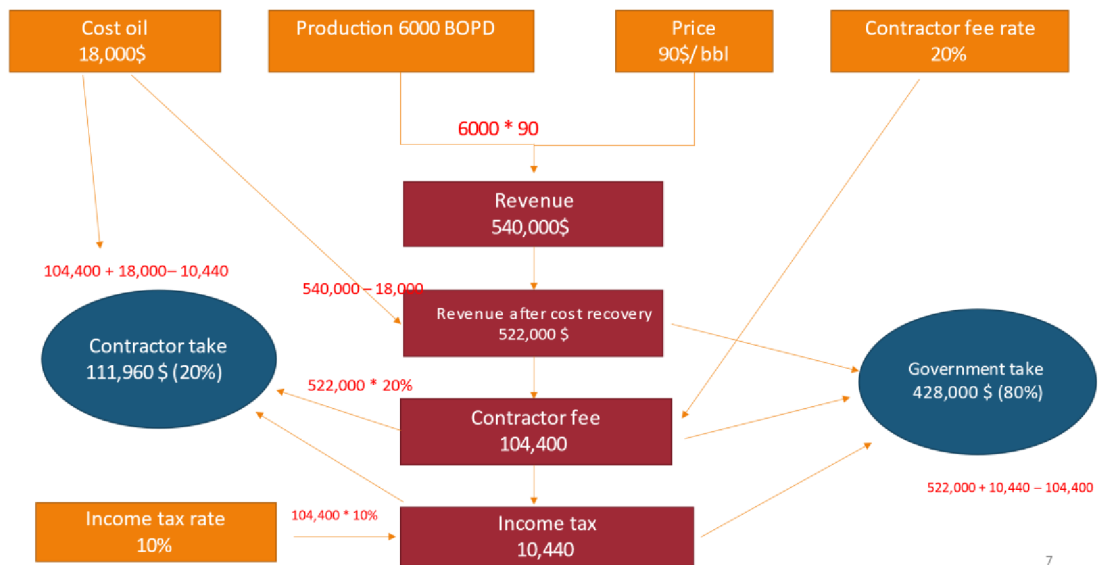 Cost oil
18,000$
Production 6000 BOPD
Price
90$/ bbl
Contractor fee rate
20%
6000 * 90
Revenue
540,000$
104,400 + 18,000– 10,440
540,000 – 18,000
Revenue after cost recovery
522,000 $
Contractor take
111,960 $ (20%)
Government take
428,000 $ (80%)
522,000 * 20%
Contractor fee
104,400
522,000 + 10,440 – 104,400
Income tax rate
10%
104,400 * 10%
Income tax
10,440
7